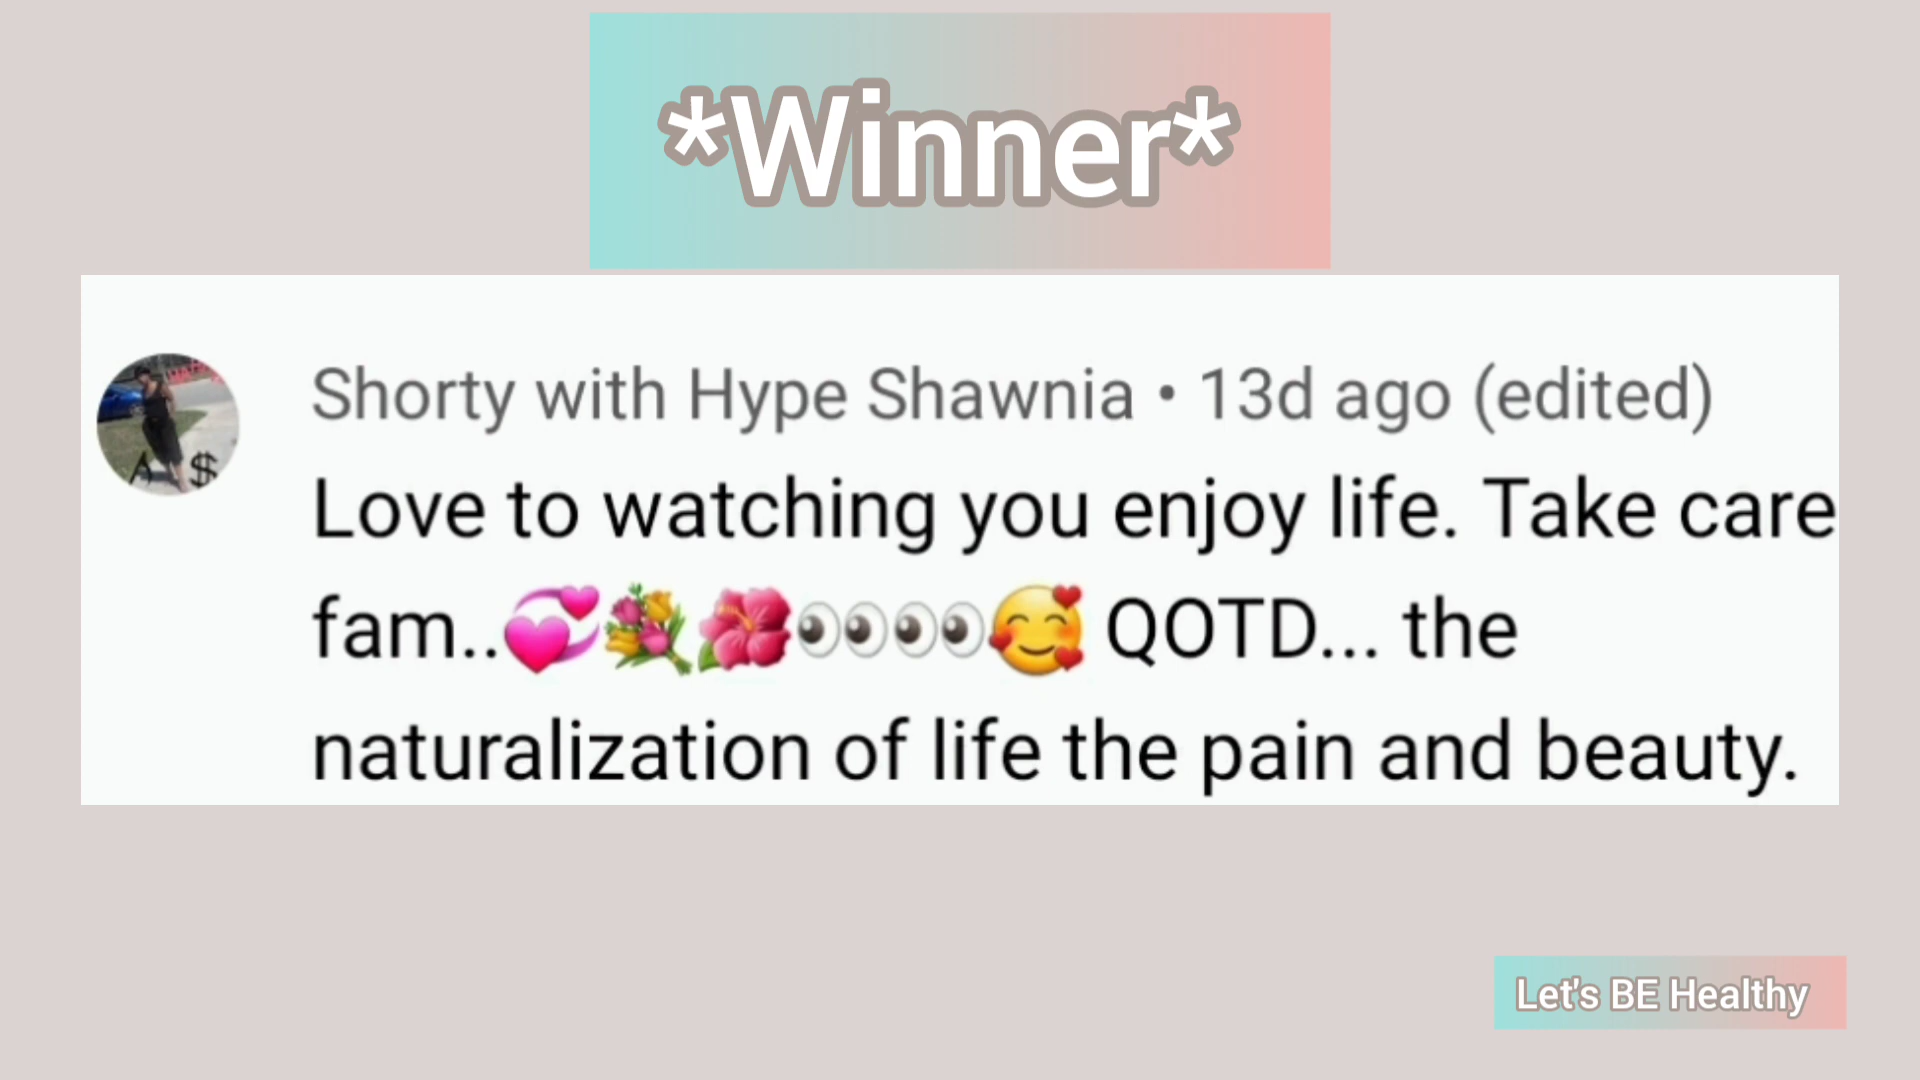 *Winner*
Shorty with Hype Shawnia • 13d ago (edited)
Love to watching you enjoy life. Take care
fam..💞💐🌺👀👀🥰 QOTD... the
naturalization of life the pain and beauty.
A $
Let's BE Healthy